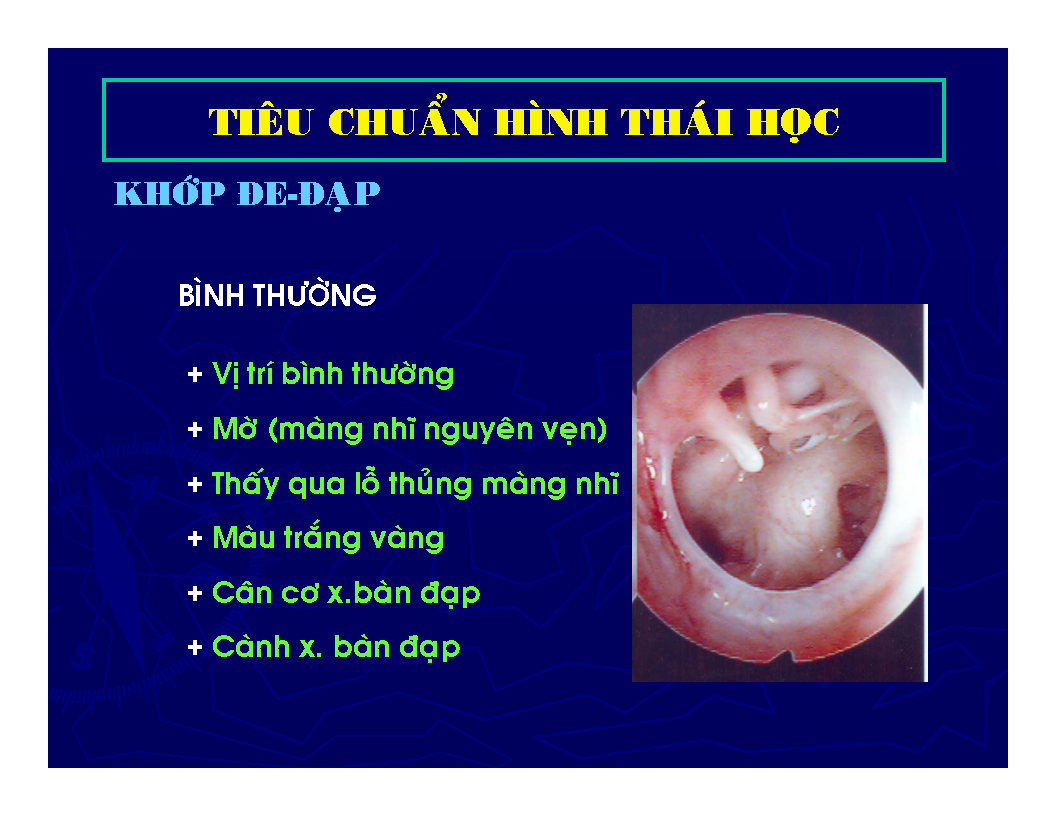 TIÊU CHUẨN HÌNH THÁI HỌC
KHỚP ĐE-ĐẠP
BÌNH THƯỜNG
+ Vị trí bình thường
+ Mờ (màng nhĩ nguyên vẹn)
+ Thấy qua lỗ thủng màng nhĩ
+ Màu trắng vàng
+ Cân cơ x.bàn đạp
+ Cành x. bàn đạp